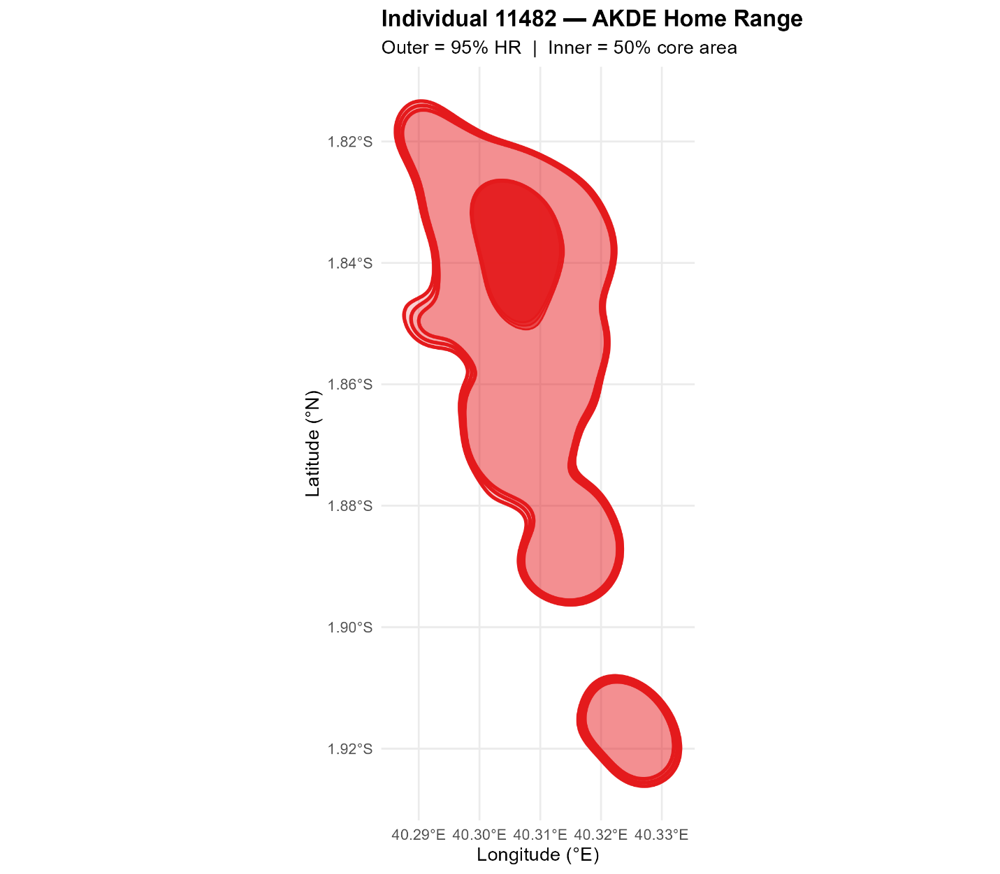 Individual 11482 — AKDE Home Range
Outer = 95% HR | Inner = 50% core area
1.82°S
1.84°S
1.86°S
1.88°S
1.90°S
1.92°S
Latitude (°N)
40.29°E 40.30°E 40.31°E 40.32°E 40.33°E
Longitude (°E)